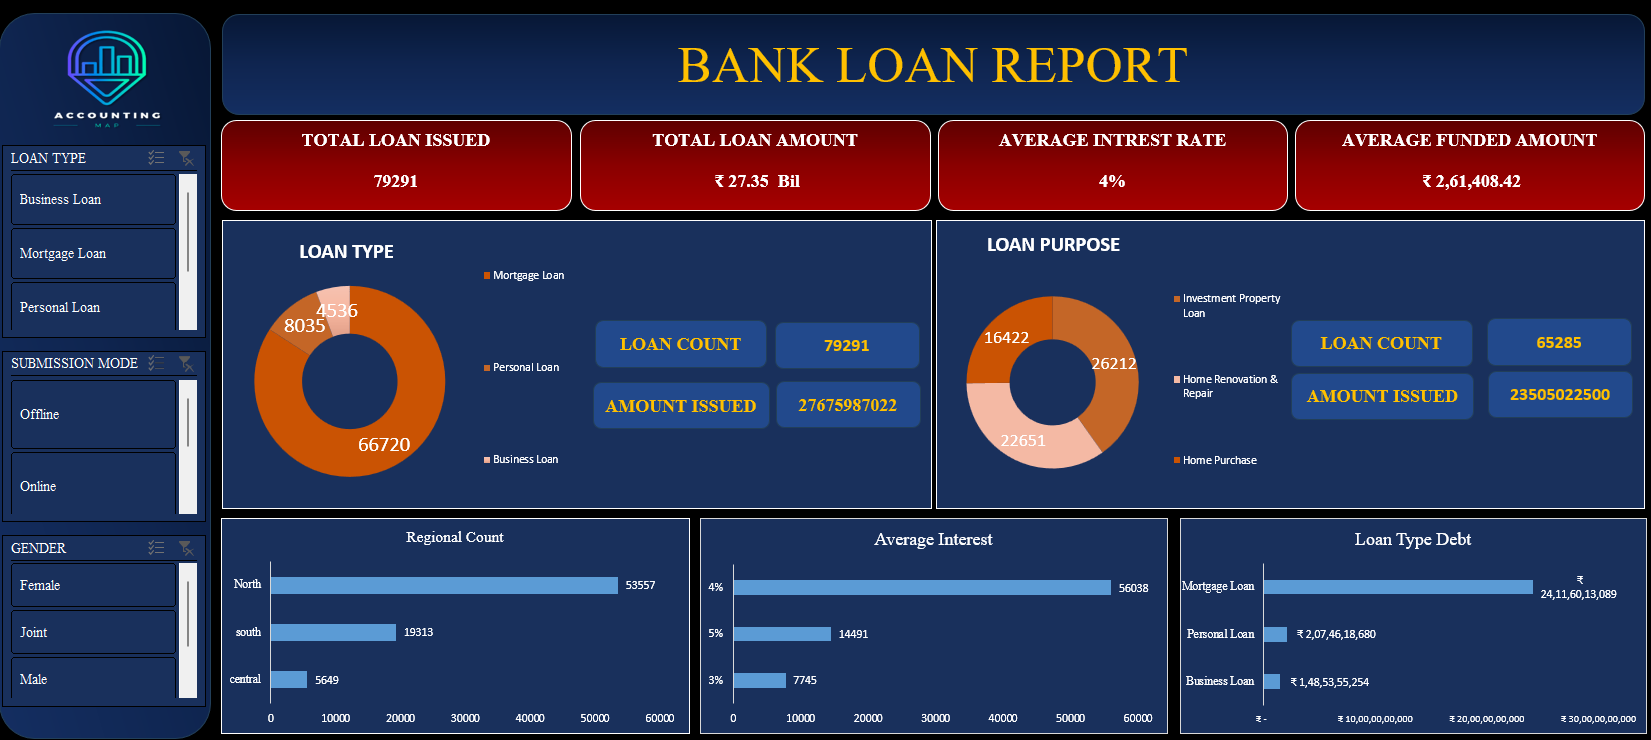 ACCOUNTING
MAP
BANK LOAN REPORT
TOTAL LOAN ISSUED
79291
TOTAL LOAN AMOUNT
₹ 27.35 Bil
AVERAGE INTREST RATE
4%
AVERAGE FUNDED AMOUNT
₹ 2,61,408.42
LOAN TYPE
Business Loan
Mortgage Loan
Personal Loan
SUBMISSION MODE
Offline
Online
GENDER
Female
Joint
Male
LOAN TYPE
4536
8035
66720
Mortgage Loan
Personal Loan
Business Loan
LOAN COUNT
79291
AMOUNT ISSUED
27675987022
LOAN PURPOSE
16422
26212
22651
Investment Property
Loan
Home Renovation &
Repair
Home Purchase
LOAN COUNT
65285
AMOUNT ISSUED
23505022500
Regional Count
North
53557
south
19313
central
5649
0 10000 20000 30000 40000 50000 60000
Average Interest
4%
56038
5%
14491
3%
7745
0 10000 20000 30000 40000 50000 60000
Loan Type Debt
Mortgage Loan
₹
24,11,60,13,089
Personal Loan
₹ 2,07,46,18,680
Business Loan
₹ 1,48,53,55,254
₹ - ₹ 10,00,00,00,000 ₹ 20,00,00,00,000 ₹ 30,00,00,00,000